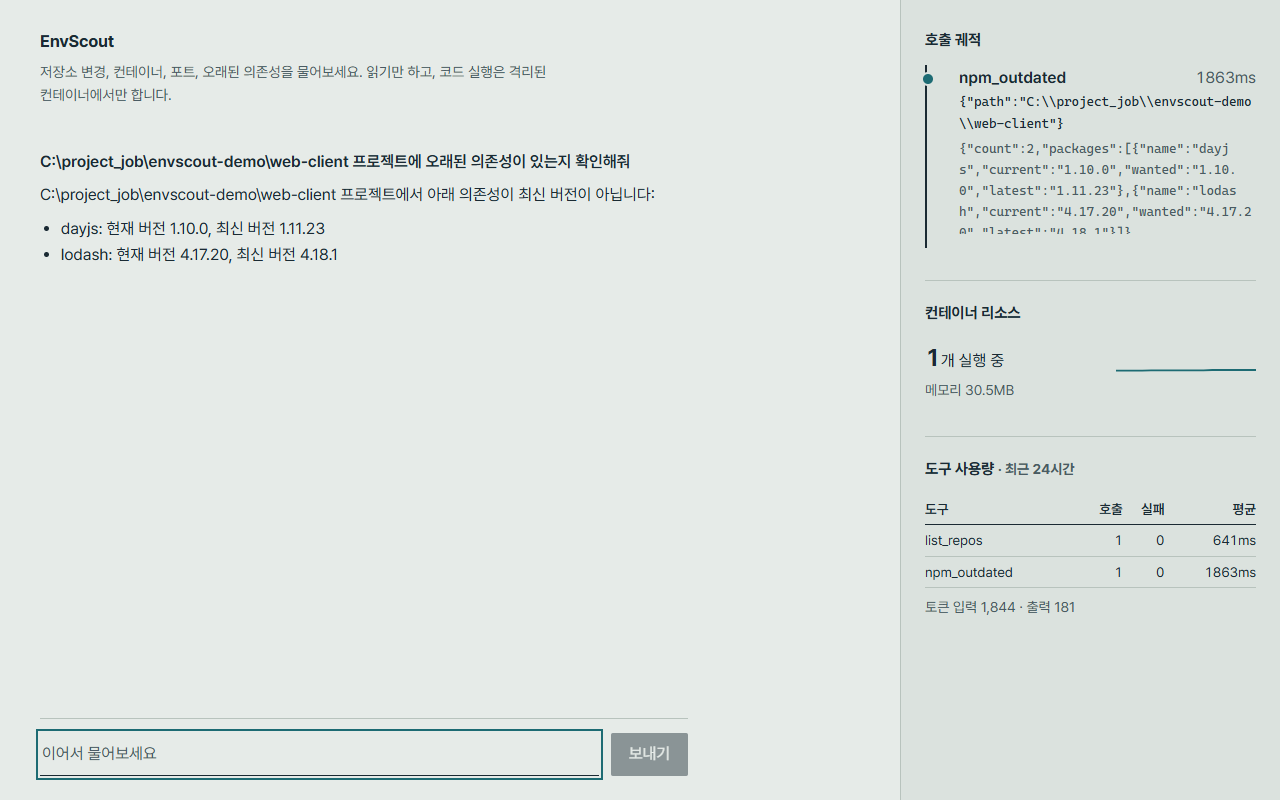 EnvScout
저장소 변경, 컨테이너, 포트, 오래된 의존성을 물어보세요. 읽기만 하고, 코드 실행은 격리된
컨테이너에서만 합니다.
C:\project_job\envscout-demo\web-client 프로젝트에 오래된 의존성이 있는지 확인해줘
C:\project_job\envscout-demo\web-client 프로젝트에서 아래 의존성이 최신 버전이 아닙니다:
• dayjs: 현재 버전 1.10.0, 최신 버전 1.11.23
• lodash: 현재 버전 4.17.20, 최신 버전 4.18.1
이어서 물어보세요
보내기
호출 궤적
npm_outdated 1863ms
{"path":"C:\\project_job\\envscout-demo
\\web-client"}
{"count":2,"packages":[{"name":"dayj
s","current":"1.10.0","wanted":"1.10.
0","latest":"1.11.23"},{"name":"lodas
h","current":"4.17.20","wanted":"4.17.2
0","latest":"4.18.1"}]}
컨테이너 리소스
1개 실행 중
메모리 30.5MB
도구 사용량 · 최근 24시간
도구 호출 실패 평균
list_repos 1 0 641ms
npm_outdated 1 0 1863ms
토큰 입력 1,844 · 출력 181